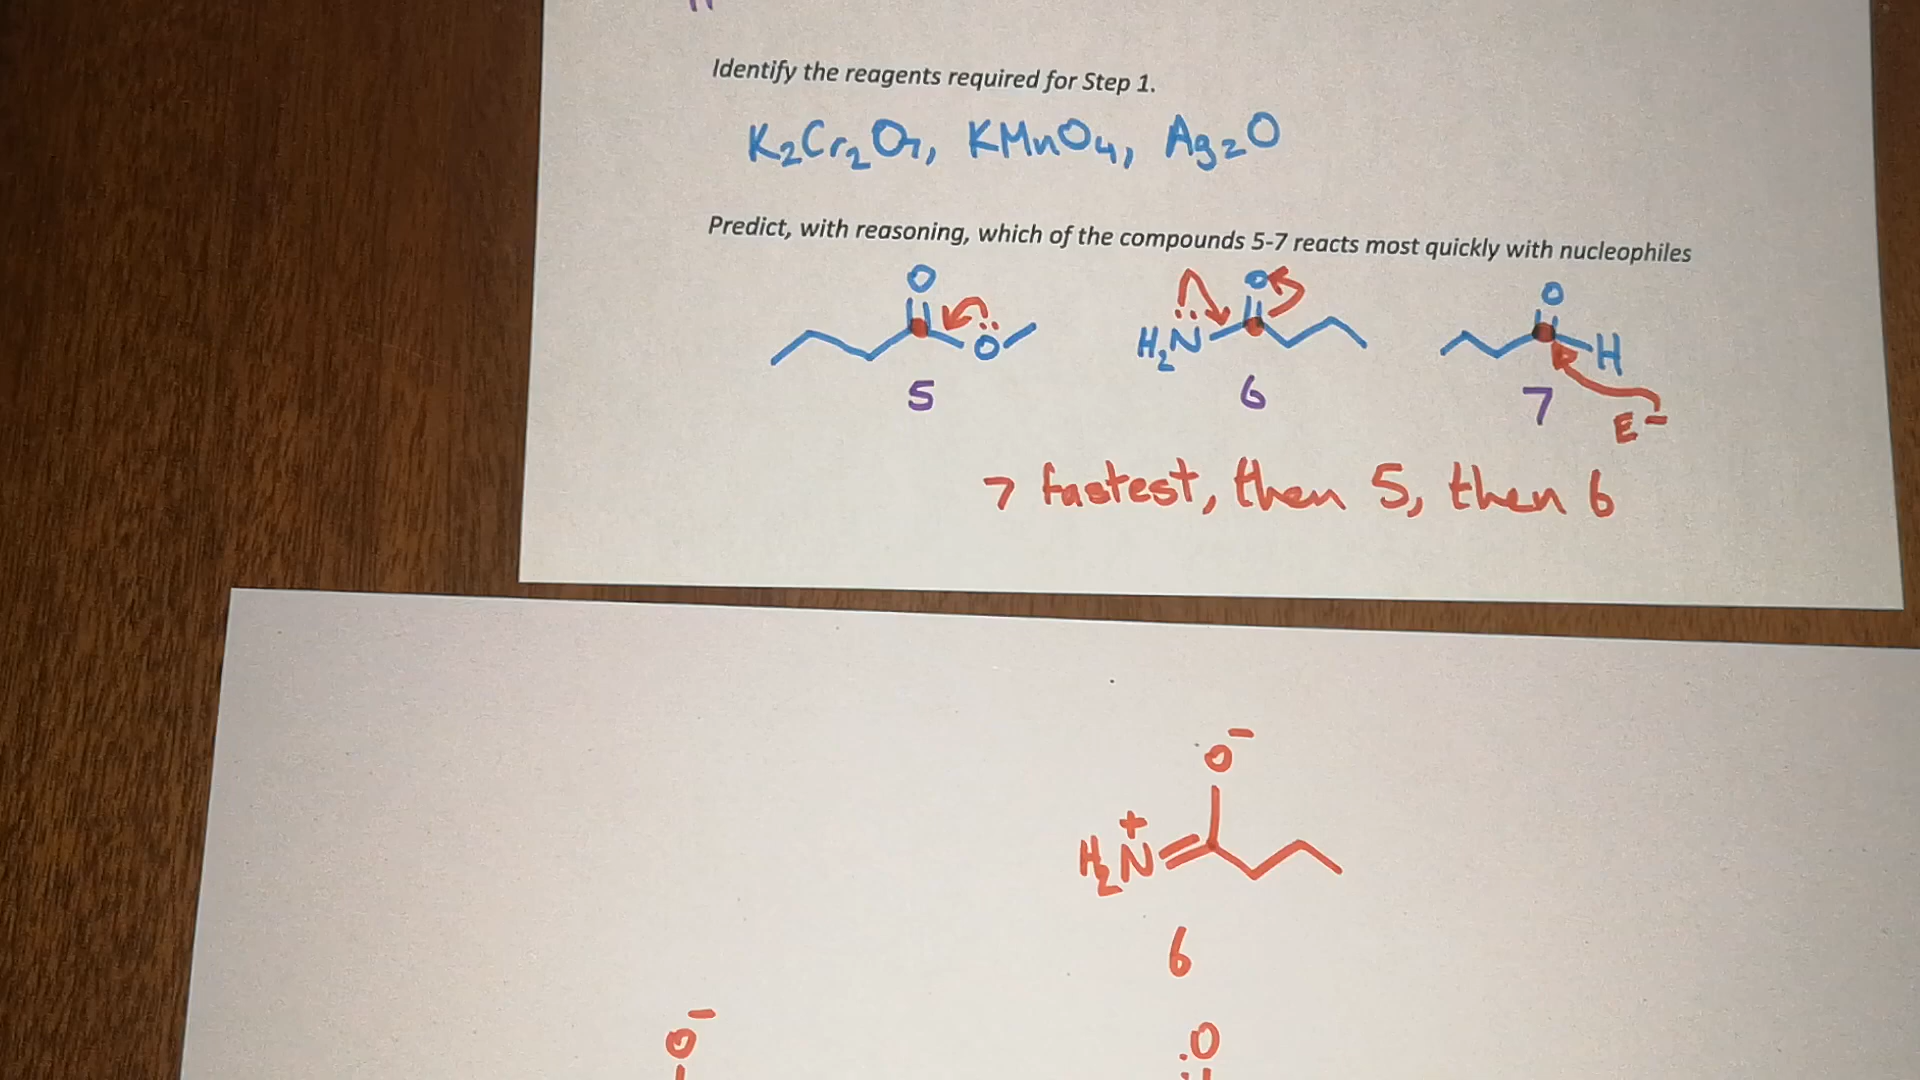 Identify the reagents required for Step 1.
K₂Cr₂O₇, KMnO₄, Ag₂O
Predict, with reasoning, which of the compounds 5-7 reacts most quickly with nucleophiles
O O O
H₂N O H
5 6 7
E⁻
7 fastest, then 5, then 6
O⁻
H₂N⁺
6
O⁻ O